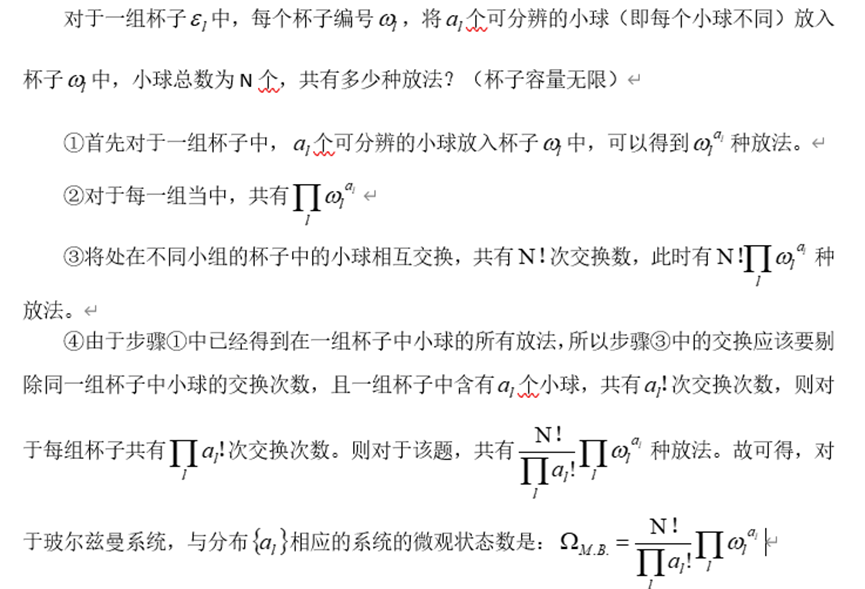 对于一组杯子 $\varepsilon_l$ 中，每个杯子编号 $\omega_l$，将 $a_l$ 个可分辨的小球（即每个小球不同）放入
杯子 $\omega_l$ 中，小球总数为 N 个，共有多少种放法？（杯子容量无限）↵
①首先对于一组杯子中，$a_l$ 个可分辨的小球放入杯子 $\omega_l$ 中，可以得到 $\omega_l^{a_l}$ 种放法。↵
②对于每一组当中，共有 $\prod_l \omega_l^{a_l}$ ↵
③将处在不同小组的杯子中的小球相互交换，共有 N! 次交换数，此时有 $N!\prod_l \omega_l^{a_l}$ 种
放法。↵
④由于步骤①中已经得到在一组杯子中小球的所有放法，所以步骤③中的交换应该要剔
除同一组杯子中小球的交换次数，且一组杯子中含有 $a_l$ 个小球，共有 $a_l!$ 次交换次数，则对
于每组杯子共有 $\prod_l a_l!$ 次交换次数。则对于该题，共有 $\frac{N!}{\prod_l a_l!}\prod_l \omega_l^{a_l}$ 种放法。故可得，对
于玻尔兹曼系统，与分布 $\{a_l\}$ 相应的系统的微观状态数是：$\Omega_{M.B.} = \frac{N!}{\prod_l a_l!}\prod_l \omega_l^{a_l}$ ↵